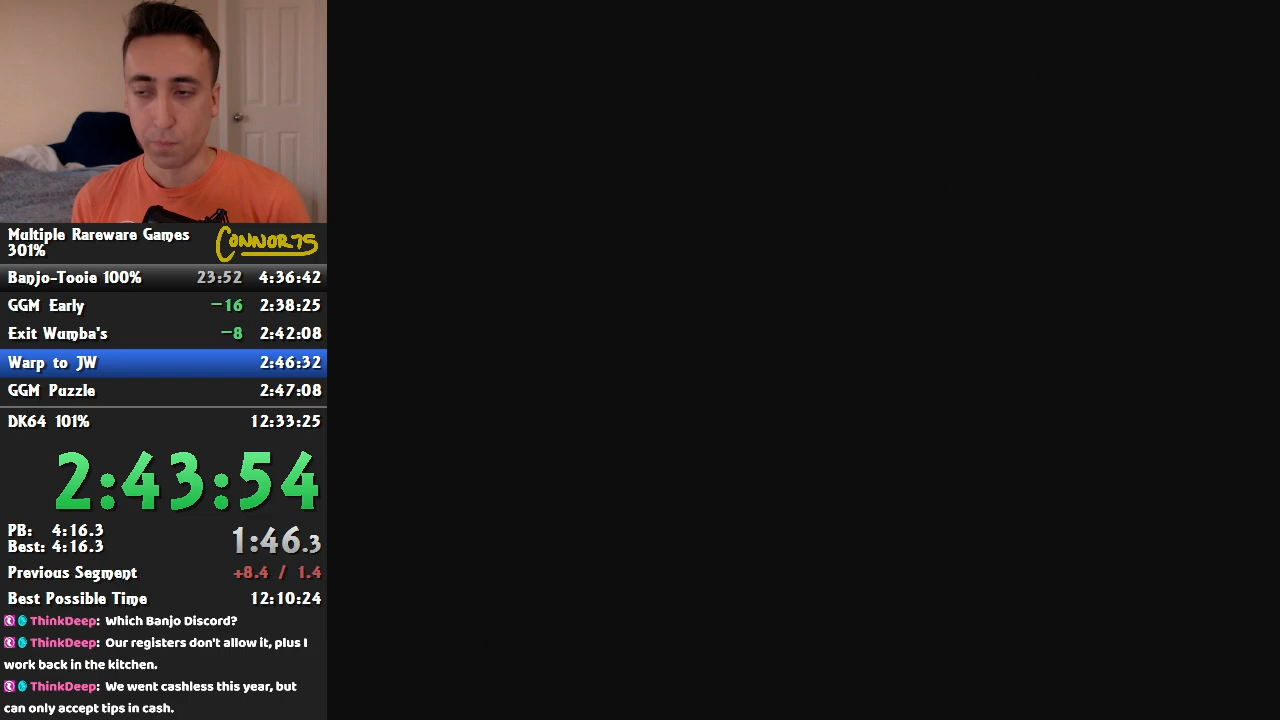 Multiple Rareware Games
301%
CONNOR75
Banjo-Tooie 100% 23:52 4:36:42
GGM Early -16 2:38:25
Exit Wumba's -8 2:42:08
Warp to JW 2:46:32
GGM Puzzle 2:47:08
DK64 101% 12:33:25
2:43:54
PB: 4:16.3
Best: 4:16.3
1:46.3
Previous Segment +8.4 / 1.4
Best Possible Time 12:10:24
ThinkDeep: Which Banjo Discord?
ThinkDeep: Our registers don't allow it, plus I
work back in the kitchen.
ThinkDeep: We went cashless this year, but
can only accept tips in cash.